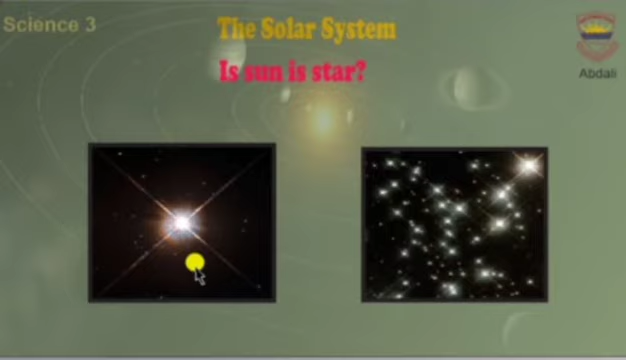 Science 3
The Solar System
Is sun is star?
Abdali